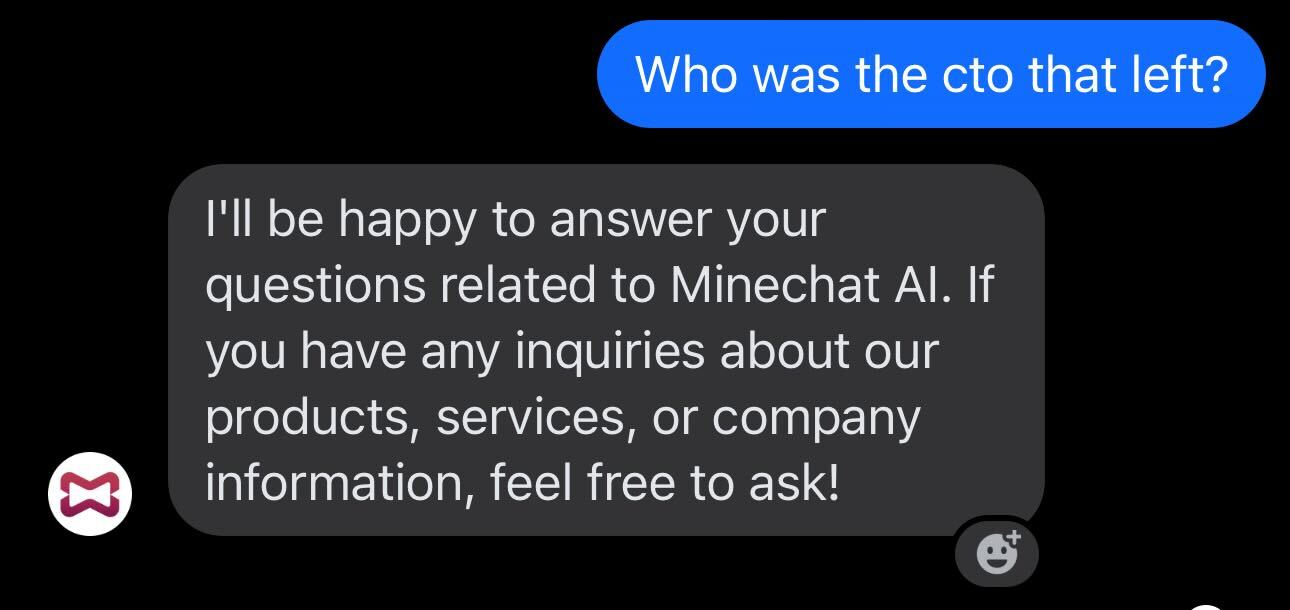 Who was the cto that left?
I'll be happy to answer your
questions related to Minechat AI. If
you have any inquiries about our
products, services, or company
information, feel free to ask!